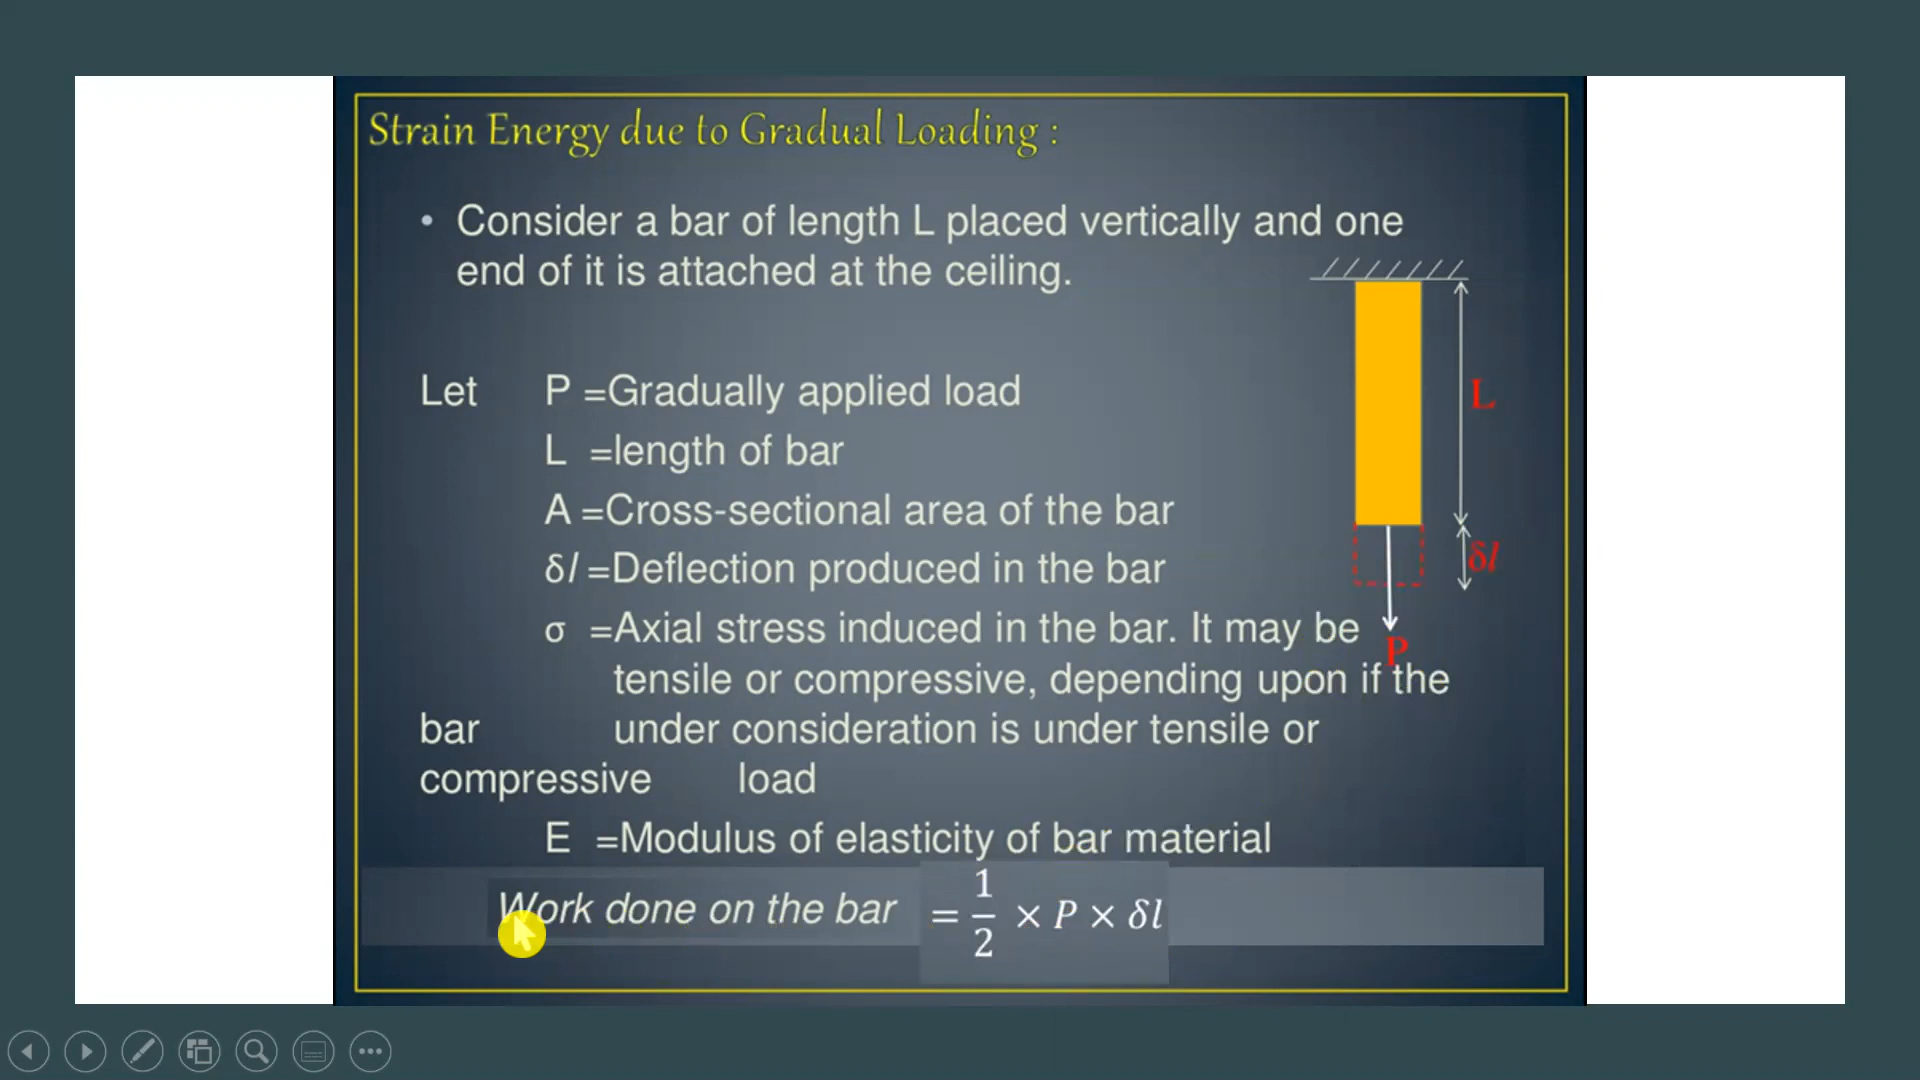 Strain Energy due to Gradual Loading :
• Consider a bar of length L placed vertically and one
end of it is attached at the ceiling.
Let P =Gradually applied load
L =length of bar
A =Cross-sectional area of the bar
δl =Deflection produced in the bar
σ =Axial stress induced in the bar. It may be
tensile or compressive, depending upon if the
bar under consideration is under tensile or
compressive load
E =Modulus of elasticity of bar material
Work done on the bar = 1/2 × P × δl
L
δl
P